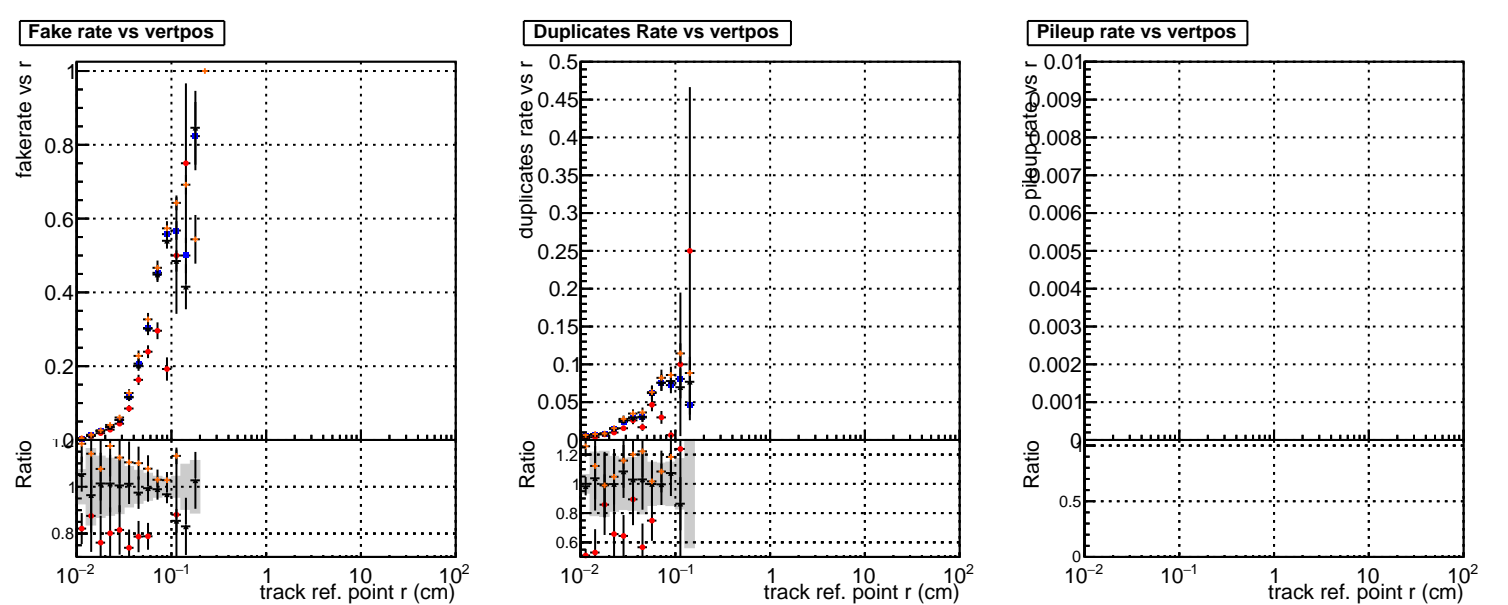 Fake rate vs vertpos
fakerate vs r
1
0.8
0.6
0.4
0.2
0
Ratio
1
0.8
10−2 10−1 1 10 102
track ref. point r (cm)
Duplicates Rate vs vertpos
duplicates rate vs r
0.5
0.45
0.4
0.35
0.3
0.25
0.2
0.15
0.1
0.05
0
Ratio
1.2
1
0.8
0.6
10−2 10−1 1 10 102
track ref. point r (cm)
Pileup rate vs vertpos
pileup rate vs r
0.01
0.009
0.008
0.007
0.006
0.005
0.004
0.003
0.002
0.001
0
Ratio
1
0.5
0
10−2 10−1 1 10 102
track ref. point r (cm)